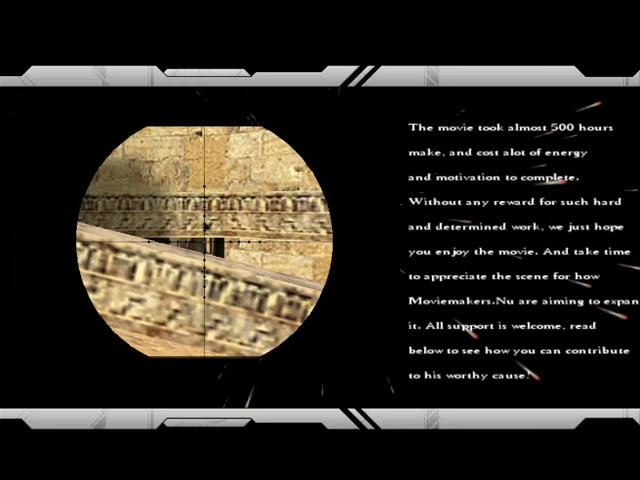 The movie took almost 500 hours
make, and cost alot of energy
and motivation to complete.
Without any reward for such hard
and determined work, we just hope
you enjoy the movie. And take time
to appreciate the scene for how
Moviemakers.Nu are aiming to expan
it. All support is welcome, read
below to see how you can contribute
to his worthy cause!